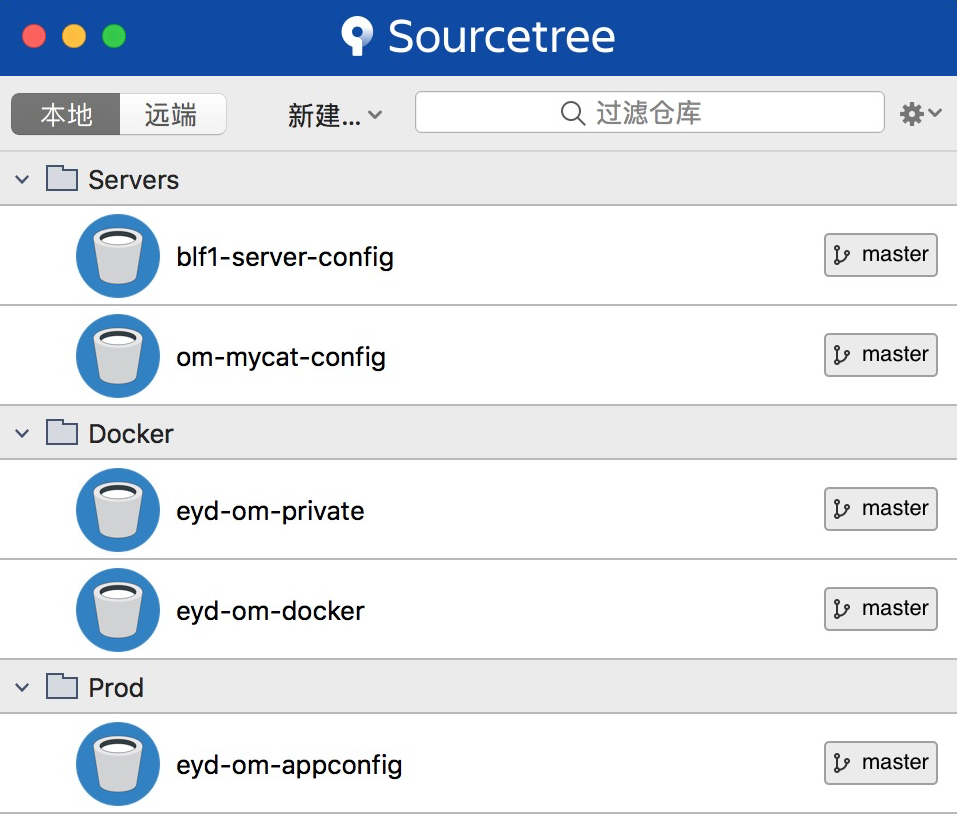 Sourcetree
本地 远端 新建... 过滤仓库
Servers
blf1-server-config master
om-mycat-config master
Docker
eyd-om-private master
eyd-om-docker master
Prod
eyd-om-appconfig master